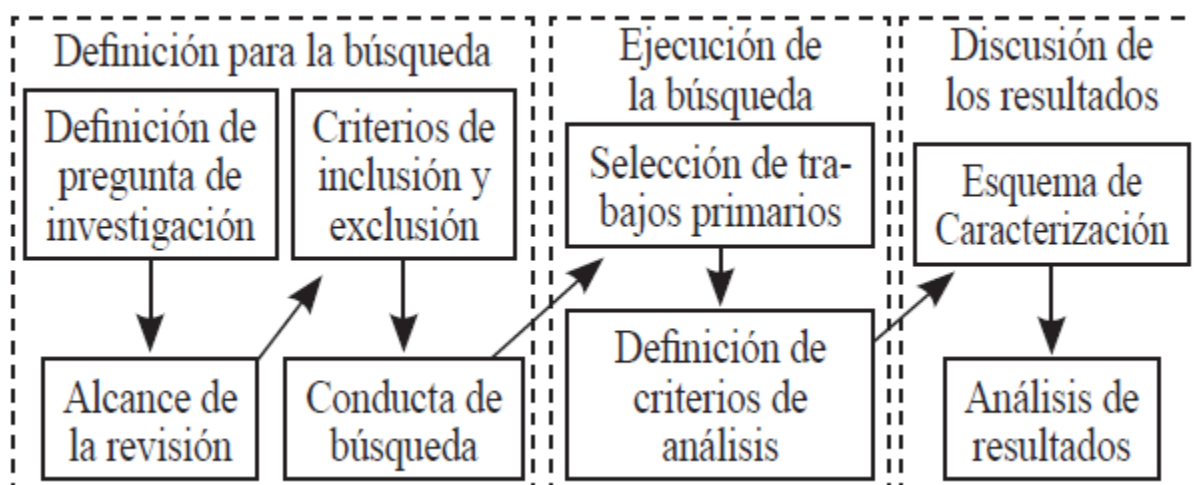 Definición para la búsqueda
Definición de
pregunta de
investigación
Alcance de
la revisión
Criterios de
inclusión y
exclusión
Conducta de
búsqueda
Ejecución de
la búsqueda
Selección de tra-
bajos primarios
Definición de
criterios de
análisis
Discusión de
los resultados
Esquema de
Caracterización
Análisis de
resultados